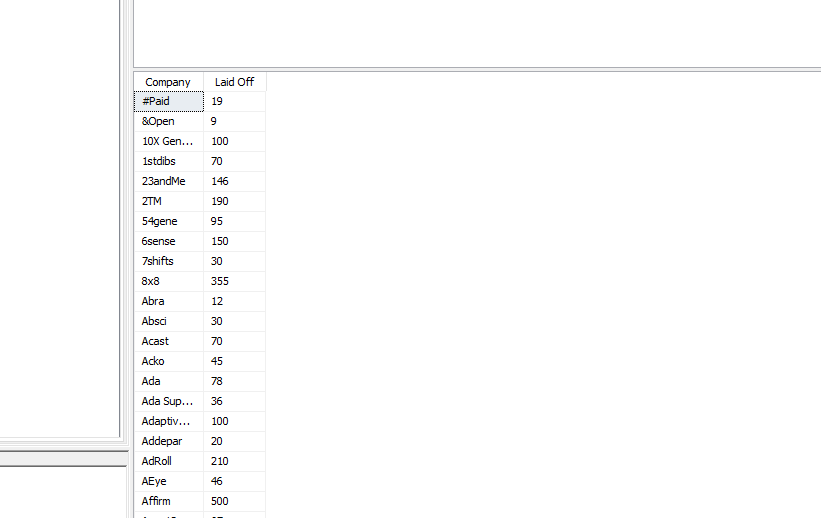 Company Laid Off
#Paid 19
&Open 9
10X Gen... 100
1stdibs 70
23andMe 146
2TM 190
54gene 95
6sense 150
7shifts 30
8x8 355
Abra 12
Absci 30
Acast 70
Acko 45
Ada 78
Ada Sup... 36
Adaptiv... 100
Addepar 20
AdRoll 210
AEye 46
Affirm 500